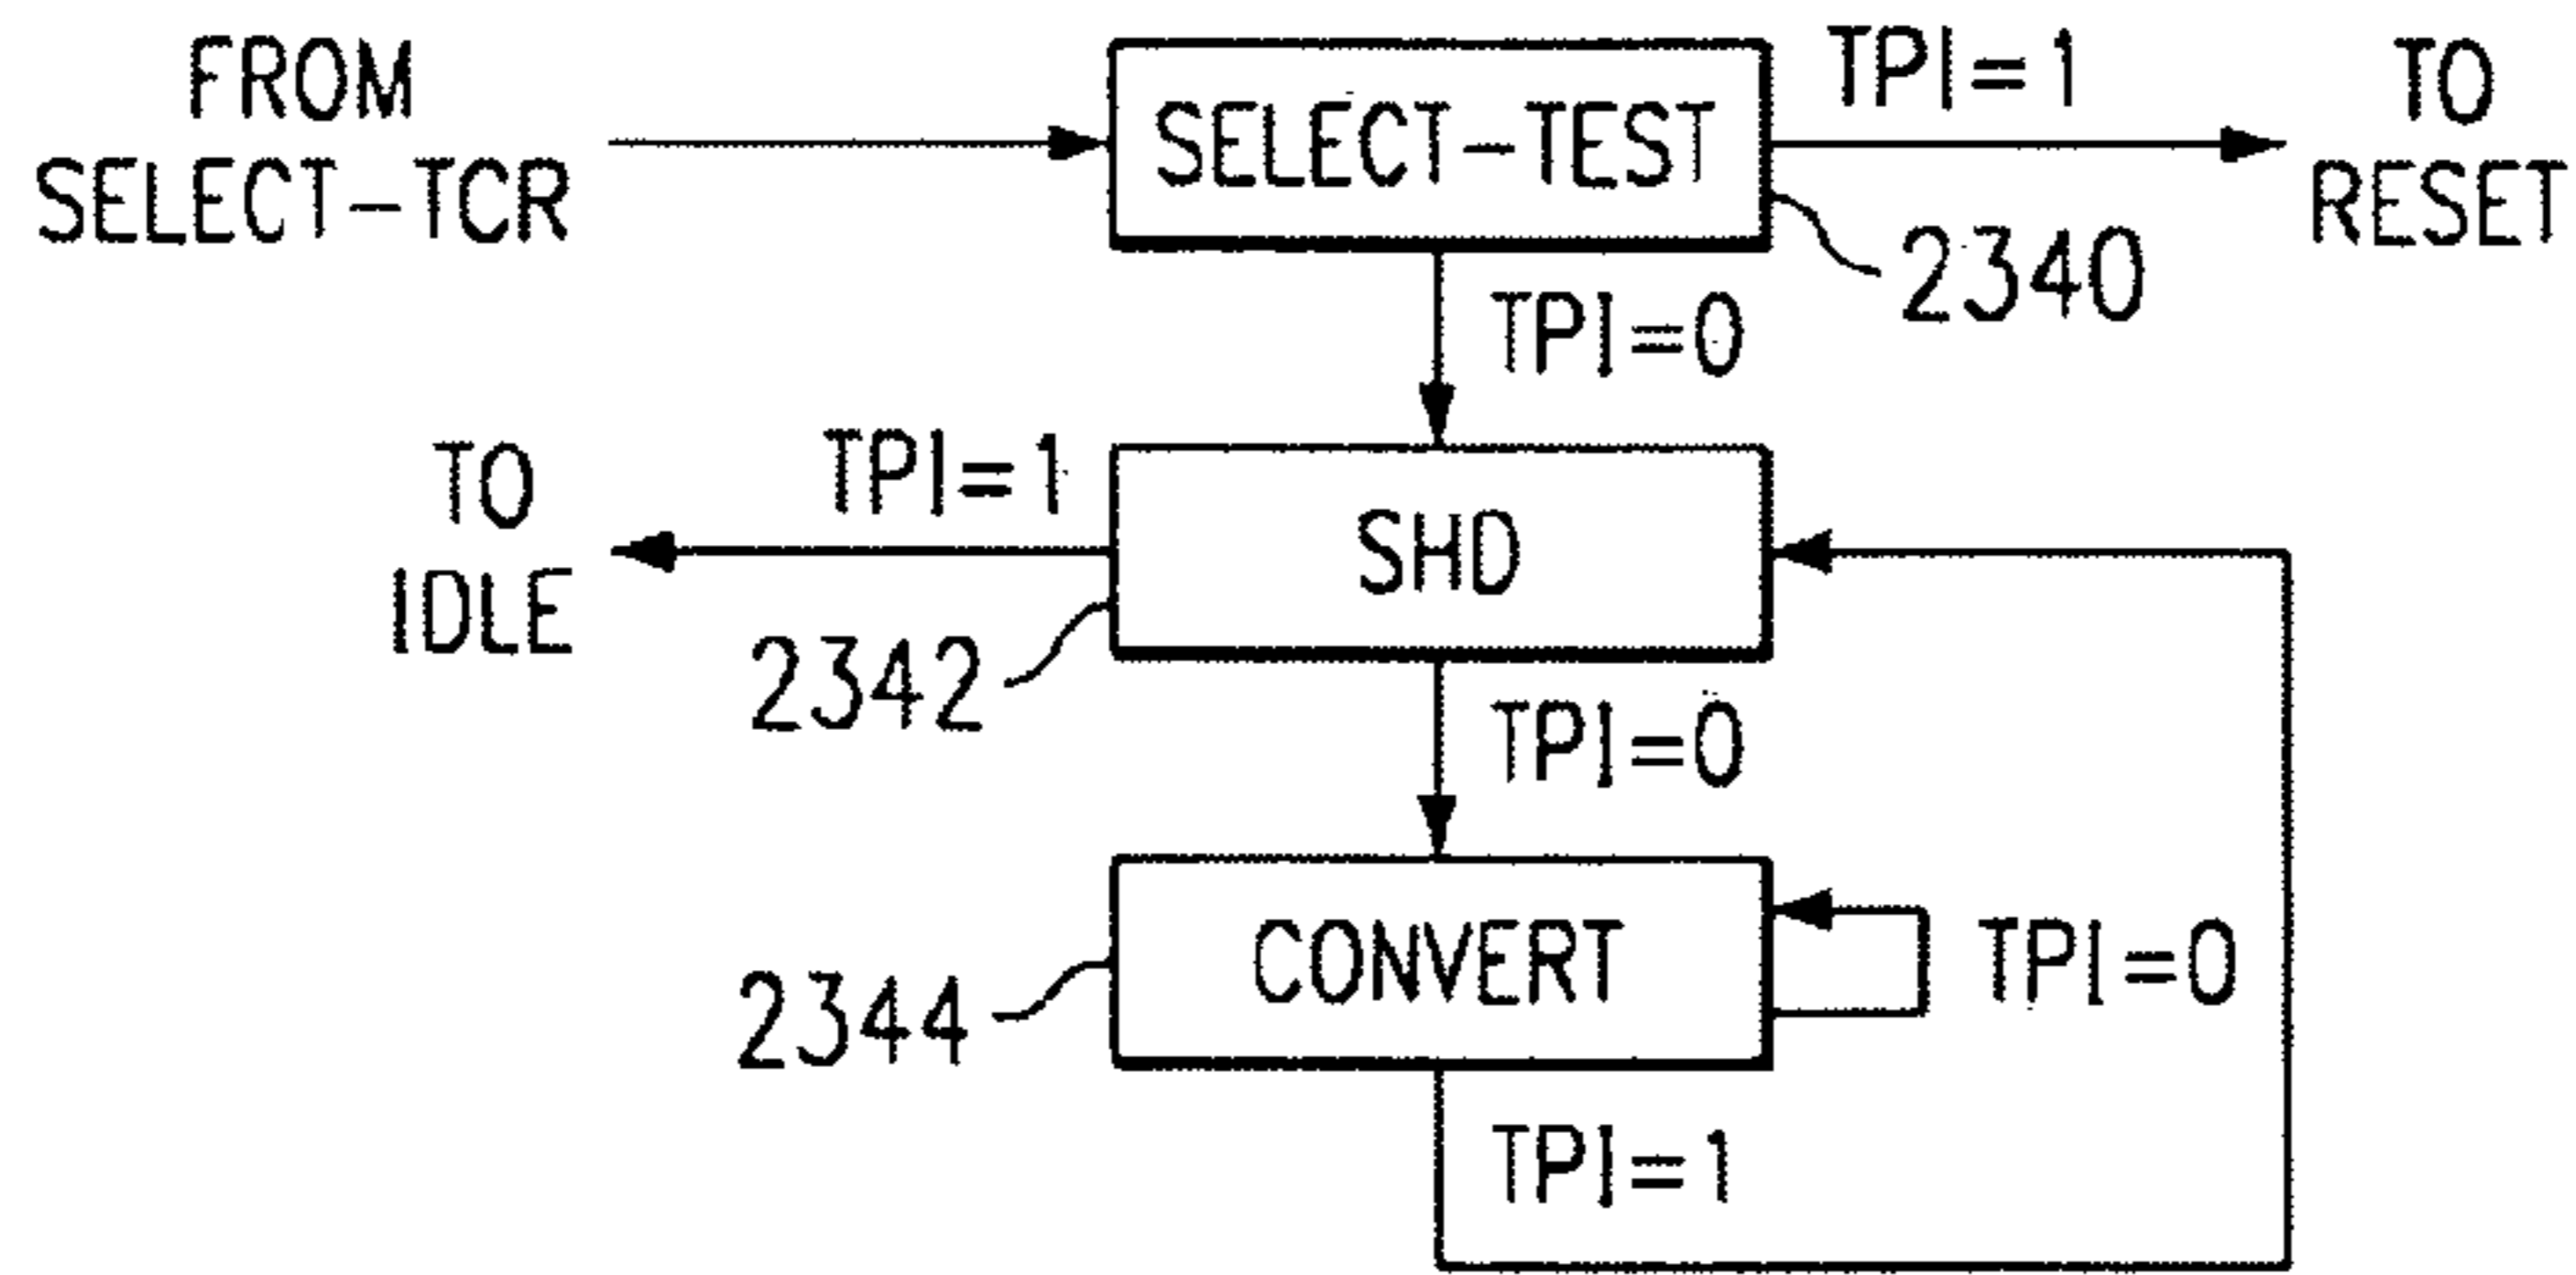 FROM
SELECT-TCR
SELECT-TEST
TPI=1
TO
RESET
2340
TPI=0
TO
IDLE
TPI=1
SHD
2342
TPI=0
CONVERT
TPI=0
2344
TPI=1